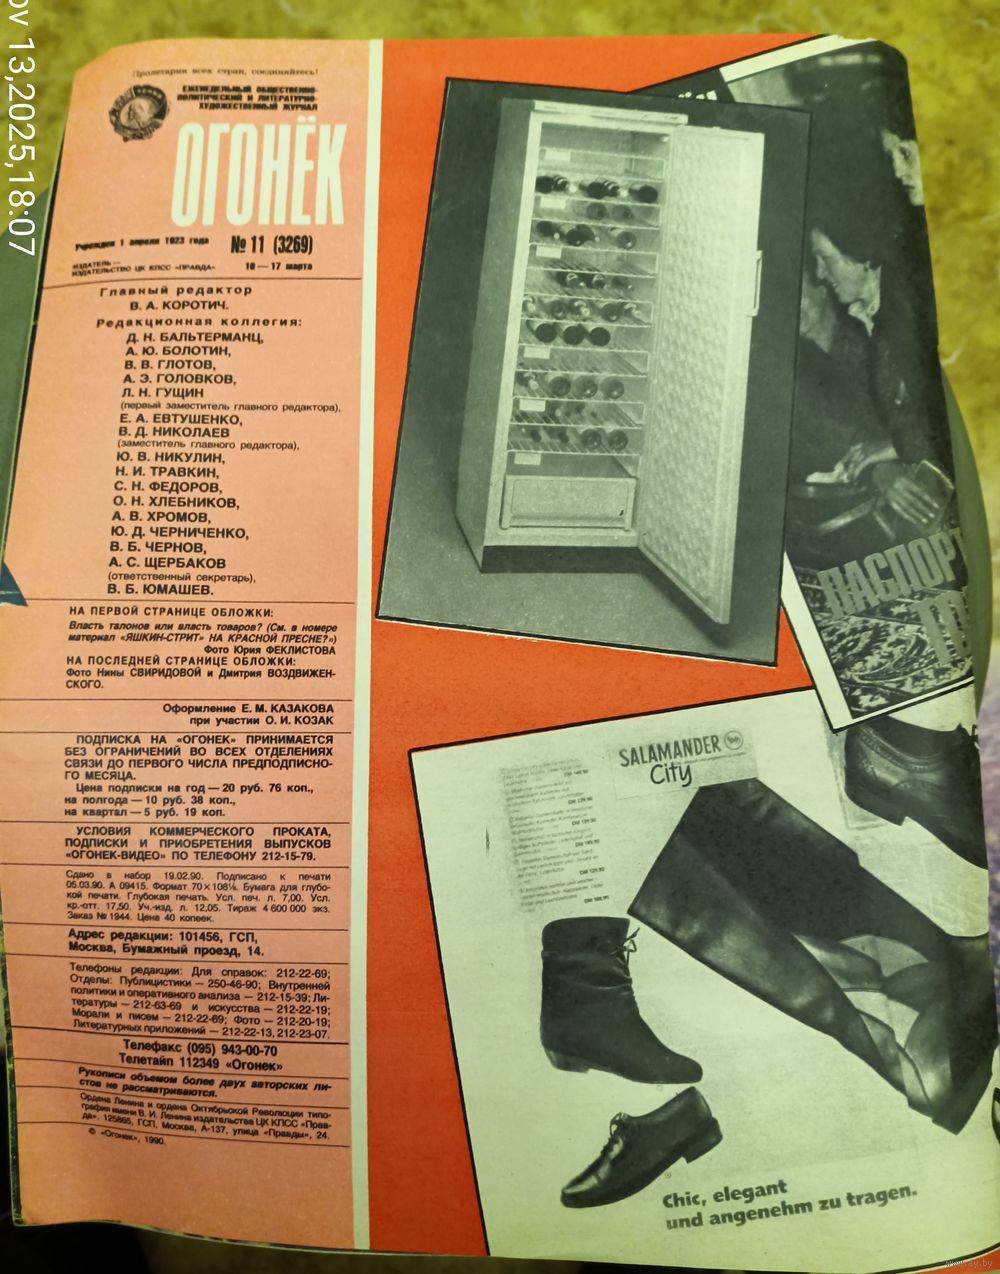 ov 13,2025,18:07
Пролетарии всех стран, соединяйтесь!
ЕЖЕНЕДЕЛЬНЫЙ ОБЩЕСТВЕННО-
ПОЛИТИЧЕСКИЙ И ЛИТЕРАТУРНО-
ХУДОЖЕСТВЕННЫЙ ЖУРНАЛ
ОГОНЁК
Учрежден 1 апреля 1923 года
№ 11 (3269)
ИЗДАТЕЛЬ —
ИЗДАТЕЛЬСТВО ЦК КПСС «ПРАВДА»
10 — 17 марта
Главный редактор
В. А. КОРОТИЧ.
Редакционная коллегия:
Д. Н. БАЛЬТЕРМАНЦ,
А. Ю. БОЛОТИН,
В. В. ГЛОТОВ,
А. Э. ГОЛОВКОВ,
Л. Н. ГУЩИН
(первый заместитель главного редактора),
Е. А. ЕВТУШЕНКО,
В. Д. НИКОЛАЕВ
(заместитель главного редактора),
Ю. В. НИКУЛИН,
Н. И. ТРАВКИН,
С. Н. ФЕДОРОВ,
О. Н. ХЛЕБНИКОВ,
А. В. ХРОМОВ,
Ю. Д. ЧЕРНИЧЕНКО,
В. Б. ЧЕРНОВ,
А. С. ЩЕРБАКОВ
(ответственный секретарь),
В. Б. ЮМАШЕВ.
НА ПЕРВОЙ СТРАНИЦЕ ОБЛОЖКИ:
Власть талонов или власть товаров? (См. в номере
материал «ЯШКИН-СТРИТ» НА КРАСНОЙ ПРЕСНЕ?»)
Фото Юрия ФЕКЛИСТОВА
НА ПОСЛЕДНЕЙ СТРАНИЦЕ ОБЛОЖКИ:
Фото Нины СВИРИДОВОЙ и Дмитрия ВОЗДВИЖЕН-
СКОГО.
Оформление Е. М. КАЗАКОВА
при участии О. И. КОЗАК
ПОДПИСКА НА «ОГОНЕК» ПРИНИМАЕТСЯ
БЕЗ ОГРАНИЧЕНИЙ ВО ВСЕХ ОТДЕЛЕНИЯХ
СВЯЗИ ДО ПЕРВОГО ЧИСЛА ПРЕДПОДПИСНО-
ГО МЕСЯЦА.
Цена подписки на год — 20 руб. 76 коп.,
на полгода — 10 руб. 38 коп.,
на квартал — 5 руб. 19 коп.
УСЛОВИЯ КОММЕРЧЕСКОГО ПРОКАТА,
ПОДПИСКИ И ПРИОБРЕТЕНИЯ ВЫПУСКОВ
«ОГОНЕК-ВИДЕО» ПО ТЕЛЕФОНУ 212-15-79.
Сдано в набор 19.02.90. Подписано к печати
05.03.90. А 09415. Формат 70×108⅛. Бумага для глубо-
кой печати. Глубокая печать. Усл. печ. л. 7,00. Усл.
кр.-отт. 17,50. Уч.-изд. л. 12,05. Тираж 4 600 000 экз.
Заказ № 1944. Цена 40 копеек.
Адрес редакции: 101456, ГСП,
Москва, Бумажный проезд, 14.
Телефоны редакции: Для справок: 212-22-69;
Отделы: Публицистики — 250-46-90; Внутренней
политики и оперативного анализа — 212-15-39; Ли-
тературы — 212-63-69 и искусства — 212-22-19;
Морали и писем — 212-22-69; Фото — 212-20-19;
Литературных приложений — 212-22-13, 212-23-07.
Телефакс (095) 943-00-70
Телетайп 112349 «Огонек»
Рукописи объемом более двух авторских ли-
стов не рассматриваются.
Ордена Ленина и ордена Октябрьской Революции типо-
графия имени В. И. Ленина издательства ЦК КПСС «Прав-
да». 125865, ГСП, Москва, А-137, улица «Правды», 24.
© «Огонек», 1990.
ПАСПОРТ
SALAMANDER
City
Chic, elegant
und angenehm zu tragen.